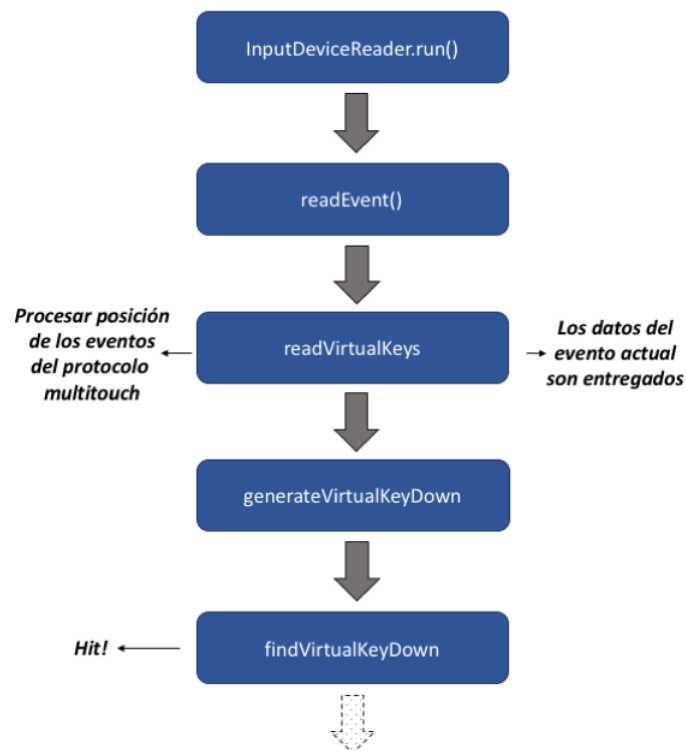 InputDeviceReader.run()
readEvent()
Procesar posición
de los eventos
del protocolo
multitouch
readVirtualKeys
Los datos del
evento actual
son entregados
generateVirtualKeyDown
Hit!
findVirtualKeyDown